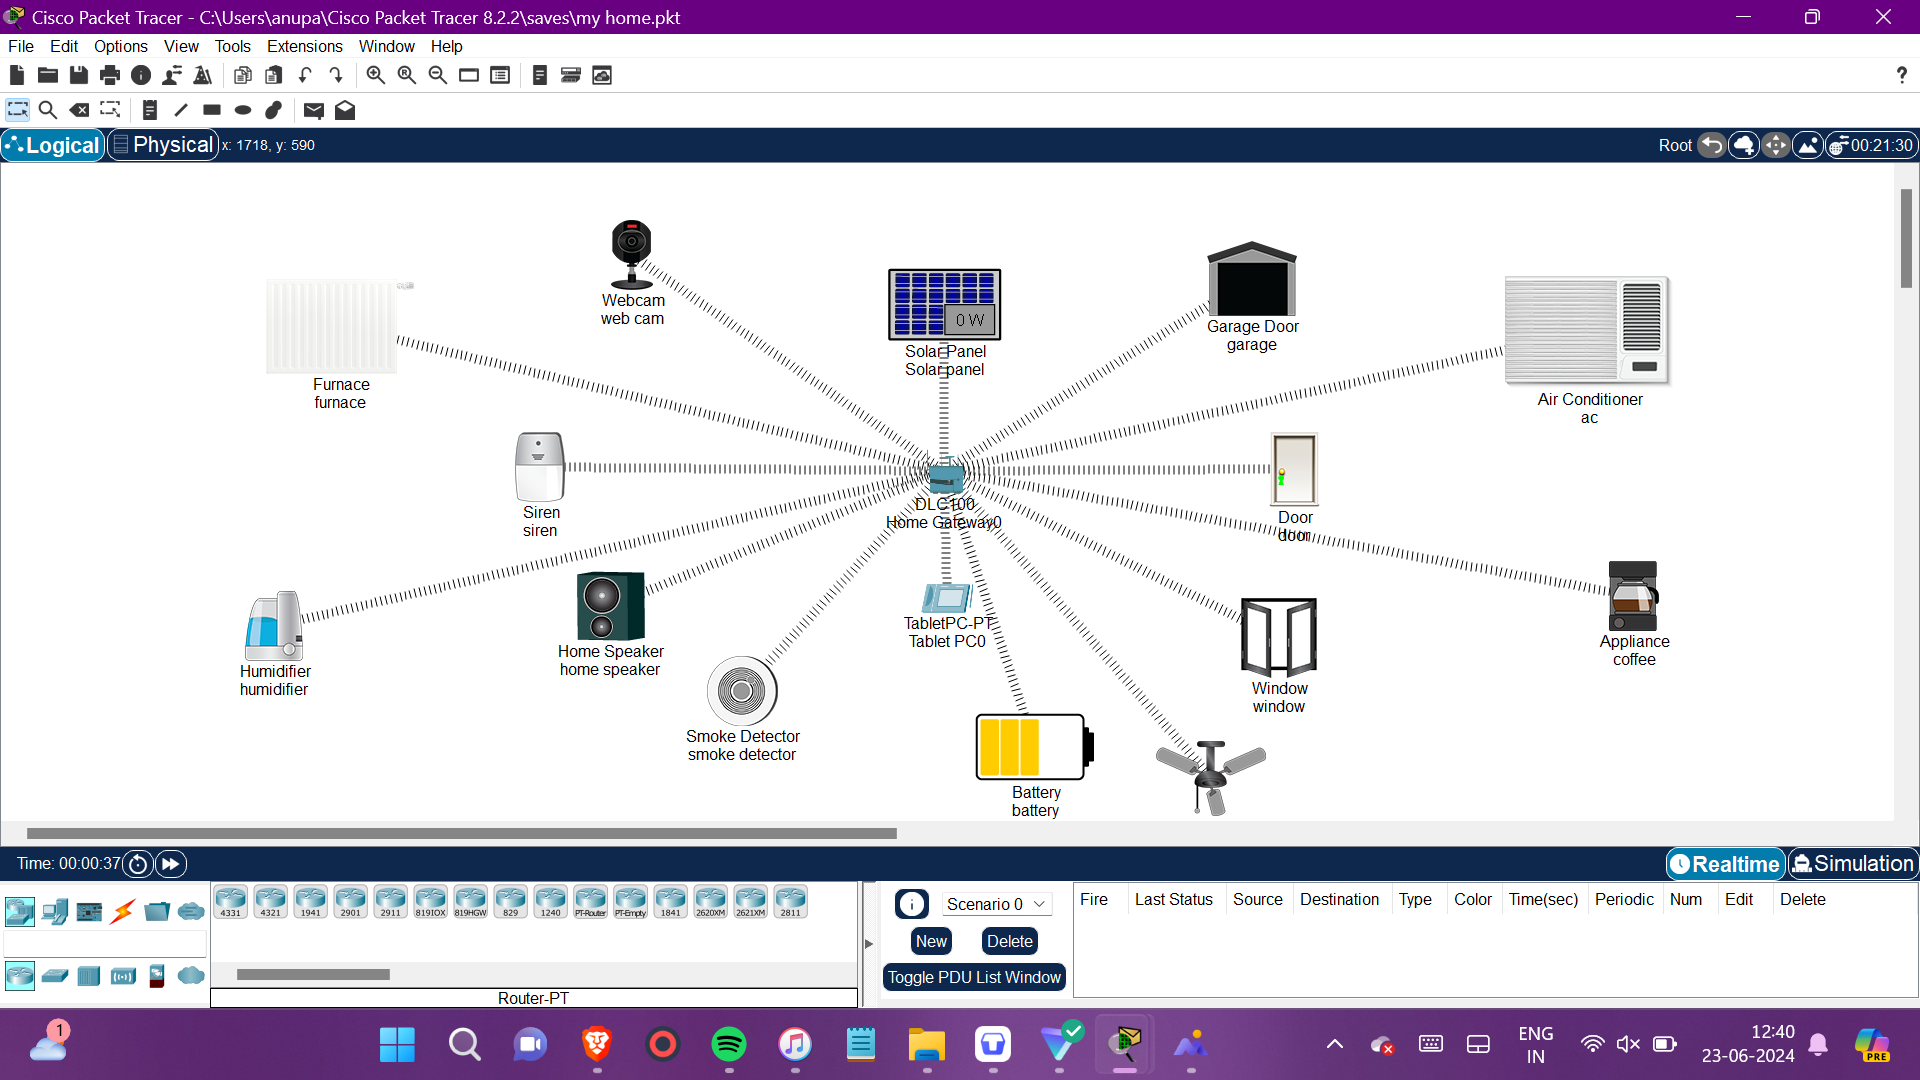 Cisco Packet Tracer - C:\Users\anupa\Cisco Packet Tracer 8.2.2\saves\my home.pkt
File Edit Options View Tools Extensions Window Help
?
Logical Physical x: 1718, y: 590 Root 00:21:30
Webcam
web cam
0 W
Solar Panel
Solar panel
Garage Door
garage
Furnace
furnace
Air Conditioner
ac
Siren
siren
DLC100
Home Gateway0
Door
door
Humidifier
humidifier
Home Speaker
home speaker
TabletPC-PT
Tablet PC0
Appliance
coffee
Window
window
Smoke Detector
smoke detector
Battery
battery
Time: 00:00:37 Realtime Simulation
4331 4321 1941 2901 2911 819IOX 819HGW 829 1240 PT-Router PT-Empty 1841 2620XM 2621XM 2811
Router-PT
Scenario 0
New Delete
Toggle PDU List Window
Fire Last Status Source Destination Type Color Time(sec) Periodic Num Edit Delete
1
ENG
IN
12:40
23-06-2024
PRE